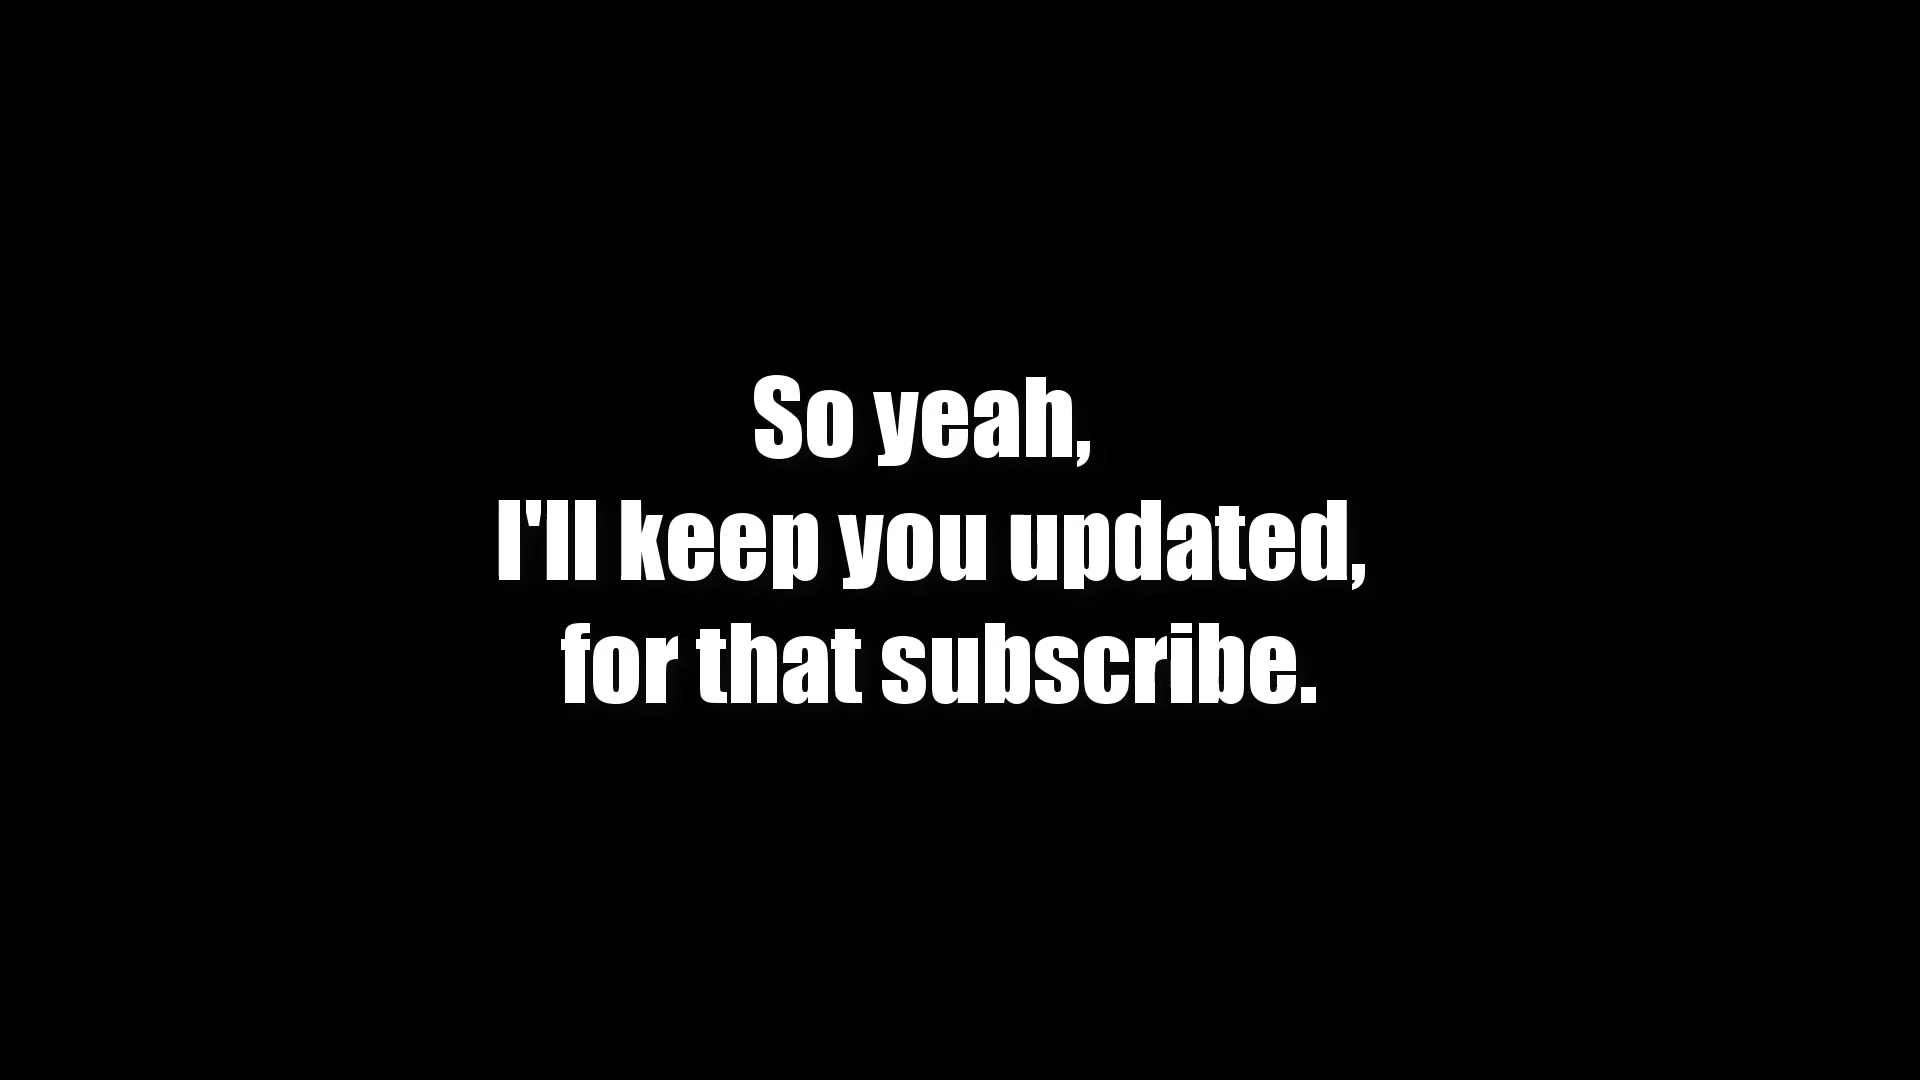 So yeah,
I'll keep you updated,
for that subscribe.